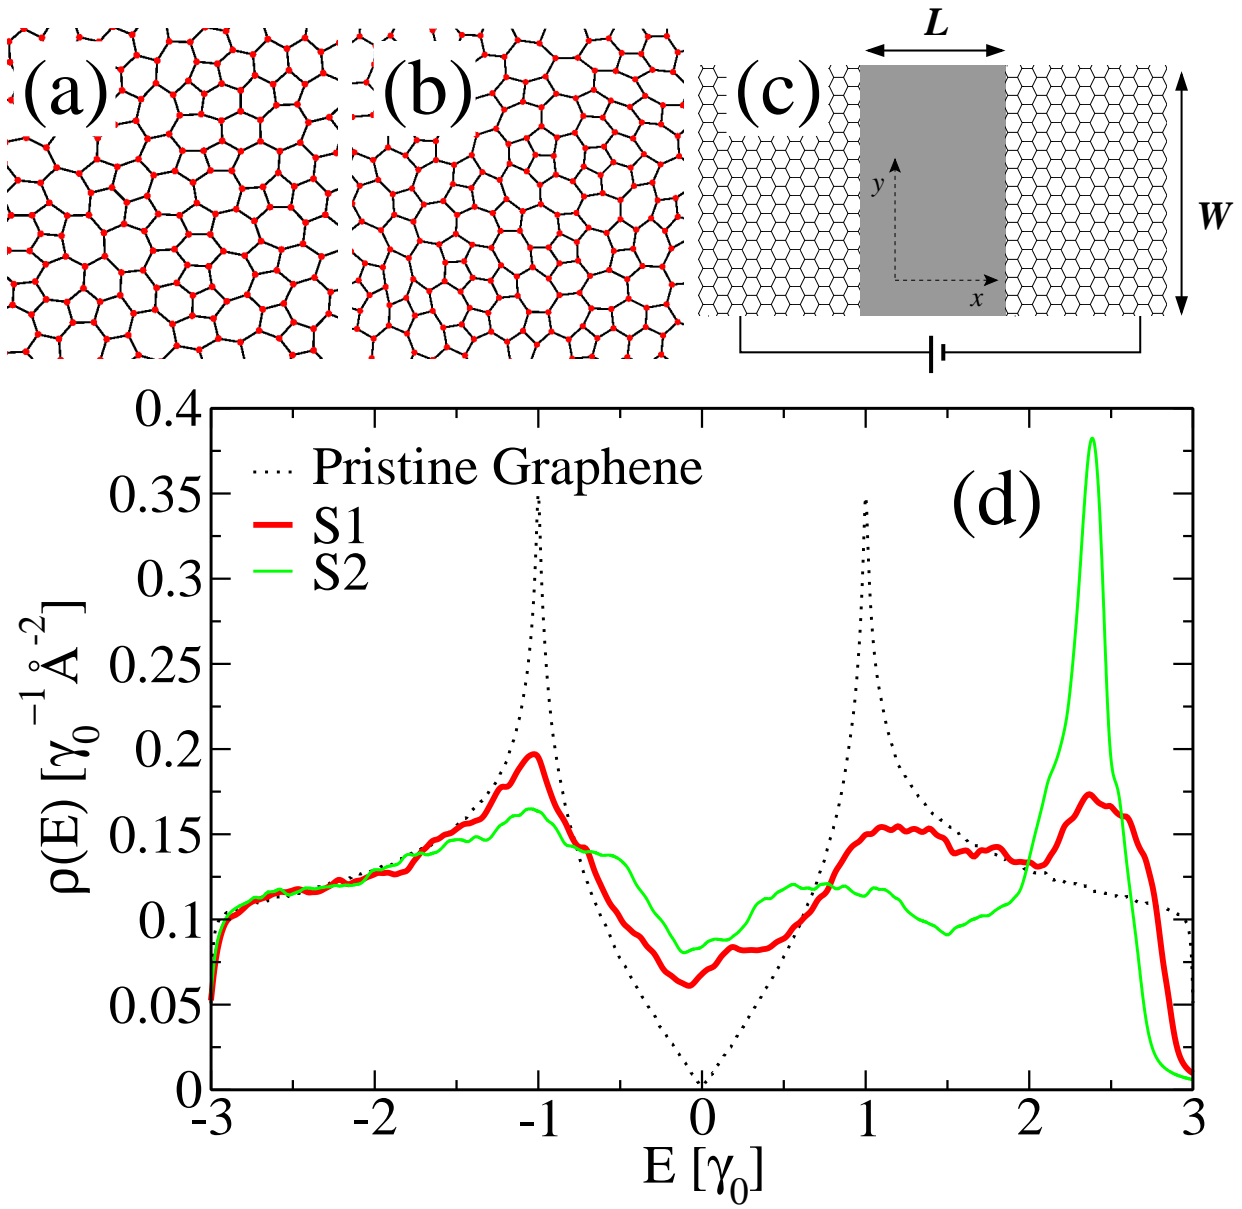 (a)
(b)
(c)
L
W
y
x
(d)
Pristine Graphene
S1
S2
0.4
0.35
0.3
0.25
0.2
0.15
0.1
0.05
0
ρ(E) [γ₀⁻¹ Å⁻²]
-3 -2 -1 0 1 2 3
E [γ₀]